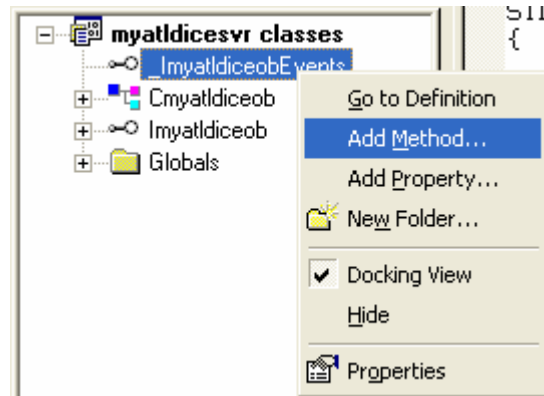 myatldicesvr classes
_ImyatldiceobEvents
Cmyatldiceob
Imyatldiceob
Globals
{
Go to Definition
Add Method...
Add Property...
New Folder...
Docking View
Hide
Properties